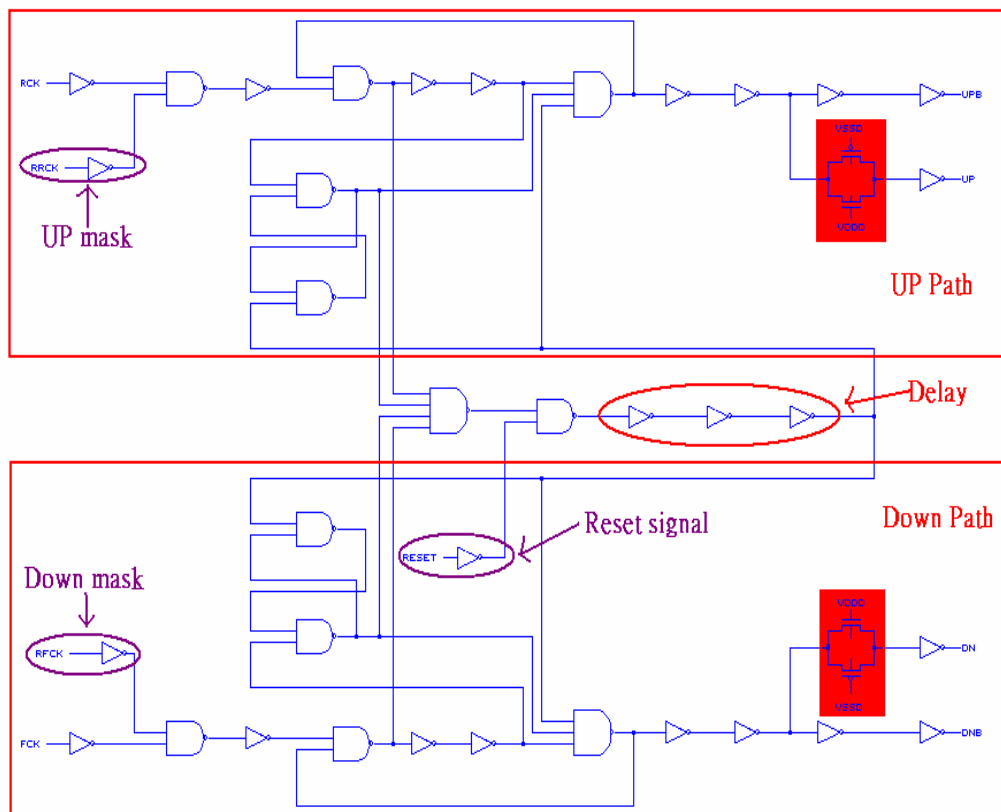 RCK
UPB
VSSD
RRCK
UP
UP mask
VDDD
UP Path
Delay
Down Path
Reset signal
RESET
Down mask
VDDD
RFCK
DN
VSSD
FCK
DNB